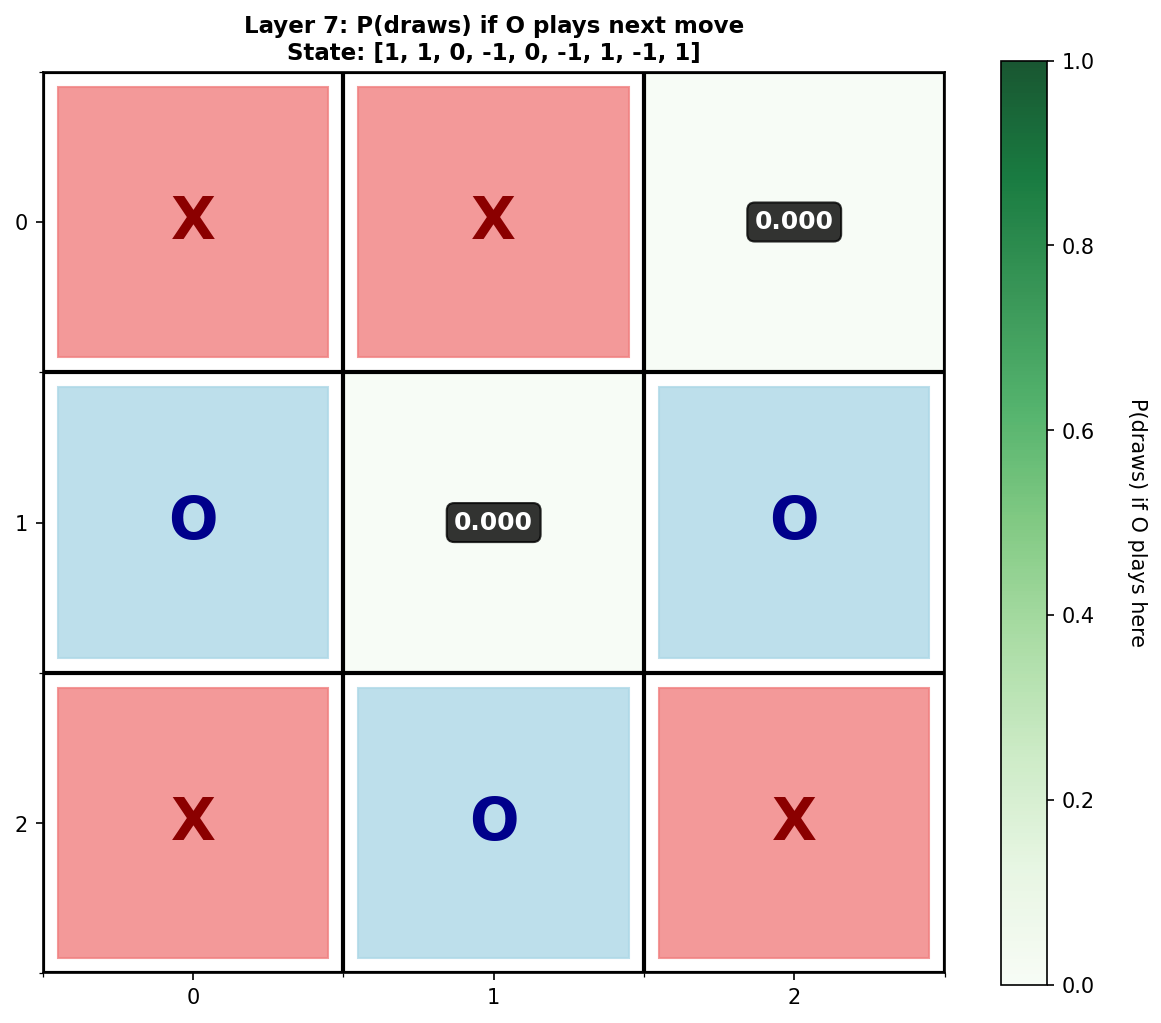 Layer 7: P(draws) if O plays next move
State: [1, 1, 0, -1, 0, -1, 1, -1, 1]
X
X
0.000
O
0.000
O
X
O
X
0
1
2
0
1
2
1.0
0.8
0.6
0.4
0.2
0.0
P(draws) if O plays here